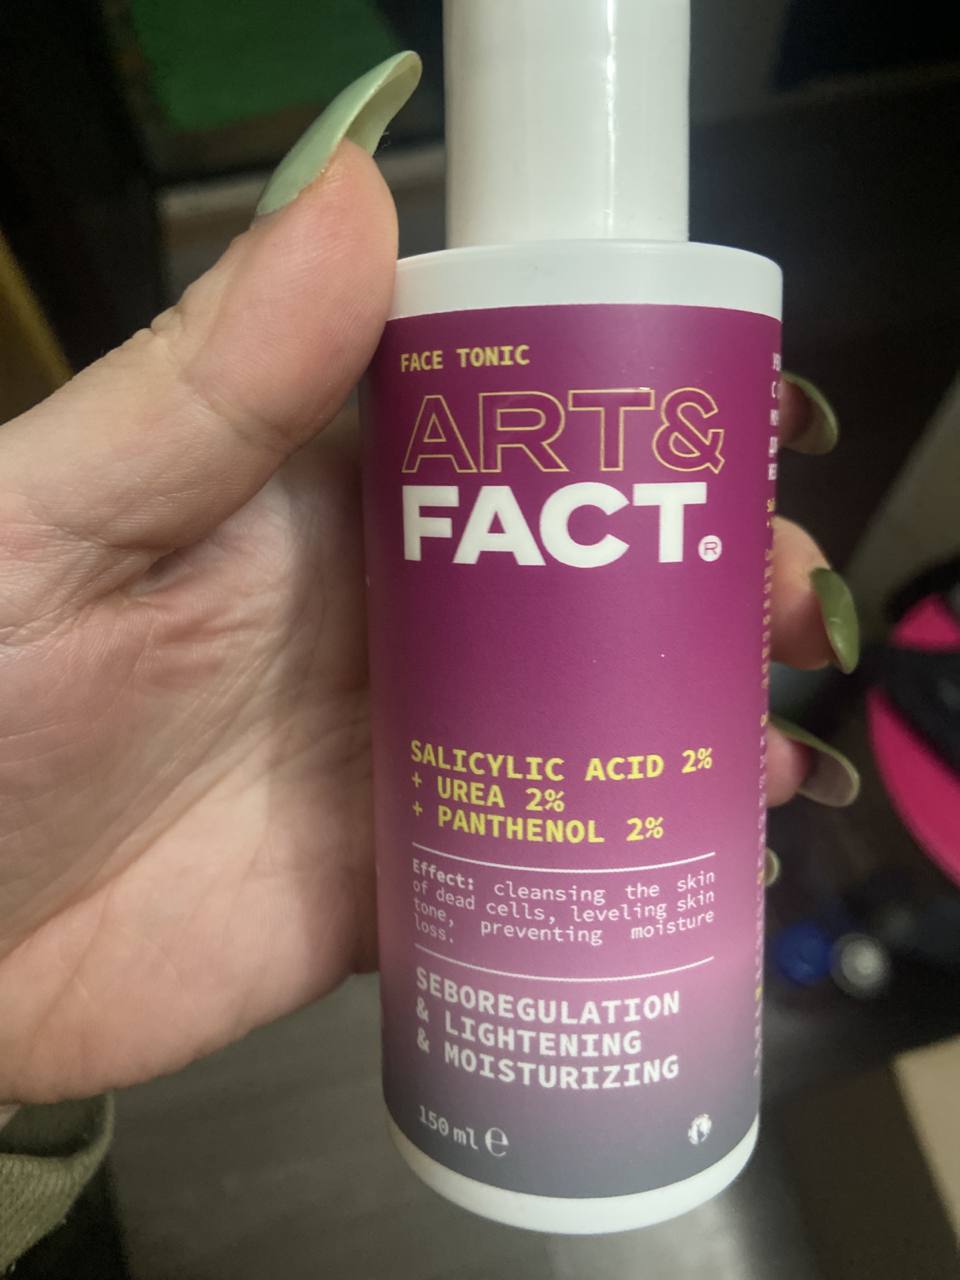 FACE TONIC
ART&
FACT.®
SALICYLIC ACID 2%
+ UREA 2%
+ PANTHENOL 2%
Effect: cleansing the skin
of dead cells, leveling skin
tone, preventing moisture
loss.
SEBOREGULATION
& LIGHTENING
& MOISTURIZING
150 ml ℮